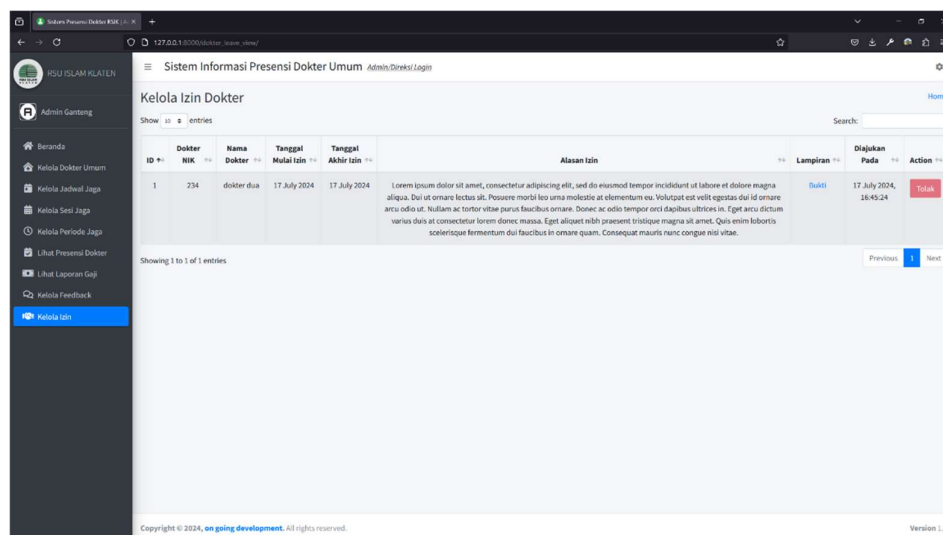 Sistem Presensi Dokter RSIK | A
127.0.0.1:8000/dokter_leave_view/
RSU ISLAM KLATEN
Sistem Informasi Presensi Dokter Umum Admin/Direksi Login
Admin Ganteng
Beranda
Kelola Dokter Umum
Kelola Jadwal Jaga
Kelola Sesi Jaga
Kelola Periode Jaga
Lihat Presensi Dokter
Lihat Laporan Gaji
Kelola Feedback
Kelola Izin
Kelola Izin Dokter
Hom
Show 10 entries
Search:
ID
Dokter NIK
Nama Dokter
Tanggal Mulai Izin
Tanggal Akhir Izin
Alasan Izin
Lampiran
Diajukan Pada
Action
1
234
dokter dua
17 July 2024
17 July 2024
Lorem ipsum dolor sit amet, consectetur adipiscing elit, sed do eiusmod tempor incididunt ut labore et dolore magna
aliqua. Dui ut ornare lectus sit. Posuere morbi leo urna molestie at elementum eu. Volutpat est velit egestas dui id ornare
arcu odio ut. Nullam ac tortor vitae purus faucibus ornare. Donec ac odio tempor orci dapibus ultrices in. Eget arcu dictum
varius duis at consectetur lorem donec massa. Eget aliquet nibh praesent tristique magna sit amet. Quis enim lobortis
scelerisque fermentum dui faucibus in ornare quam. Consequat mauris nunc congue nisi vitae.
Bukti
17 July 2024,
16:45:24
Tolak
Showing 1 to 1 of 1 entries
Previous 1 Next
Copyright © 2024, on going development. All rights reserved.
Version 1.